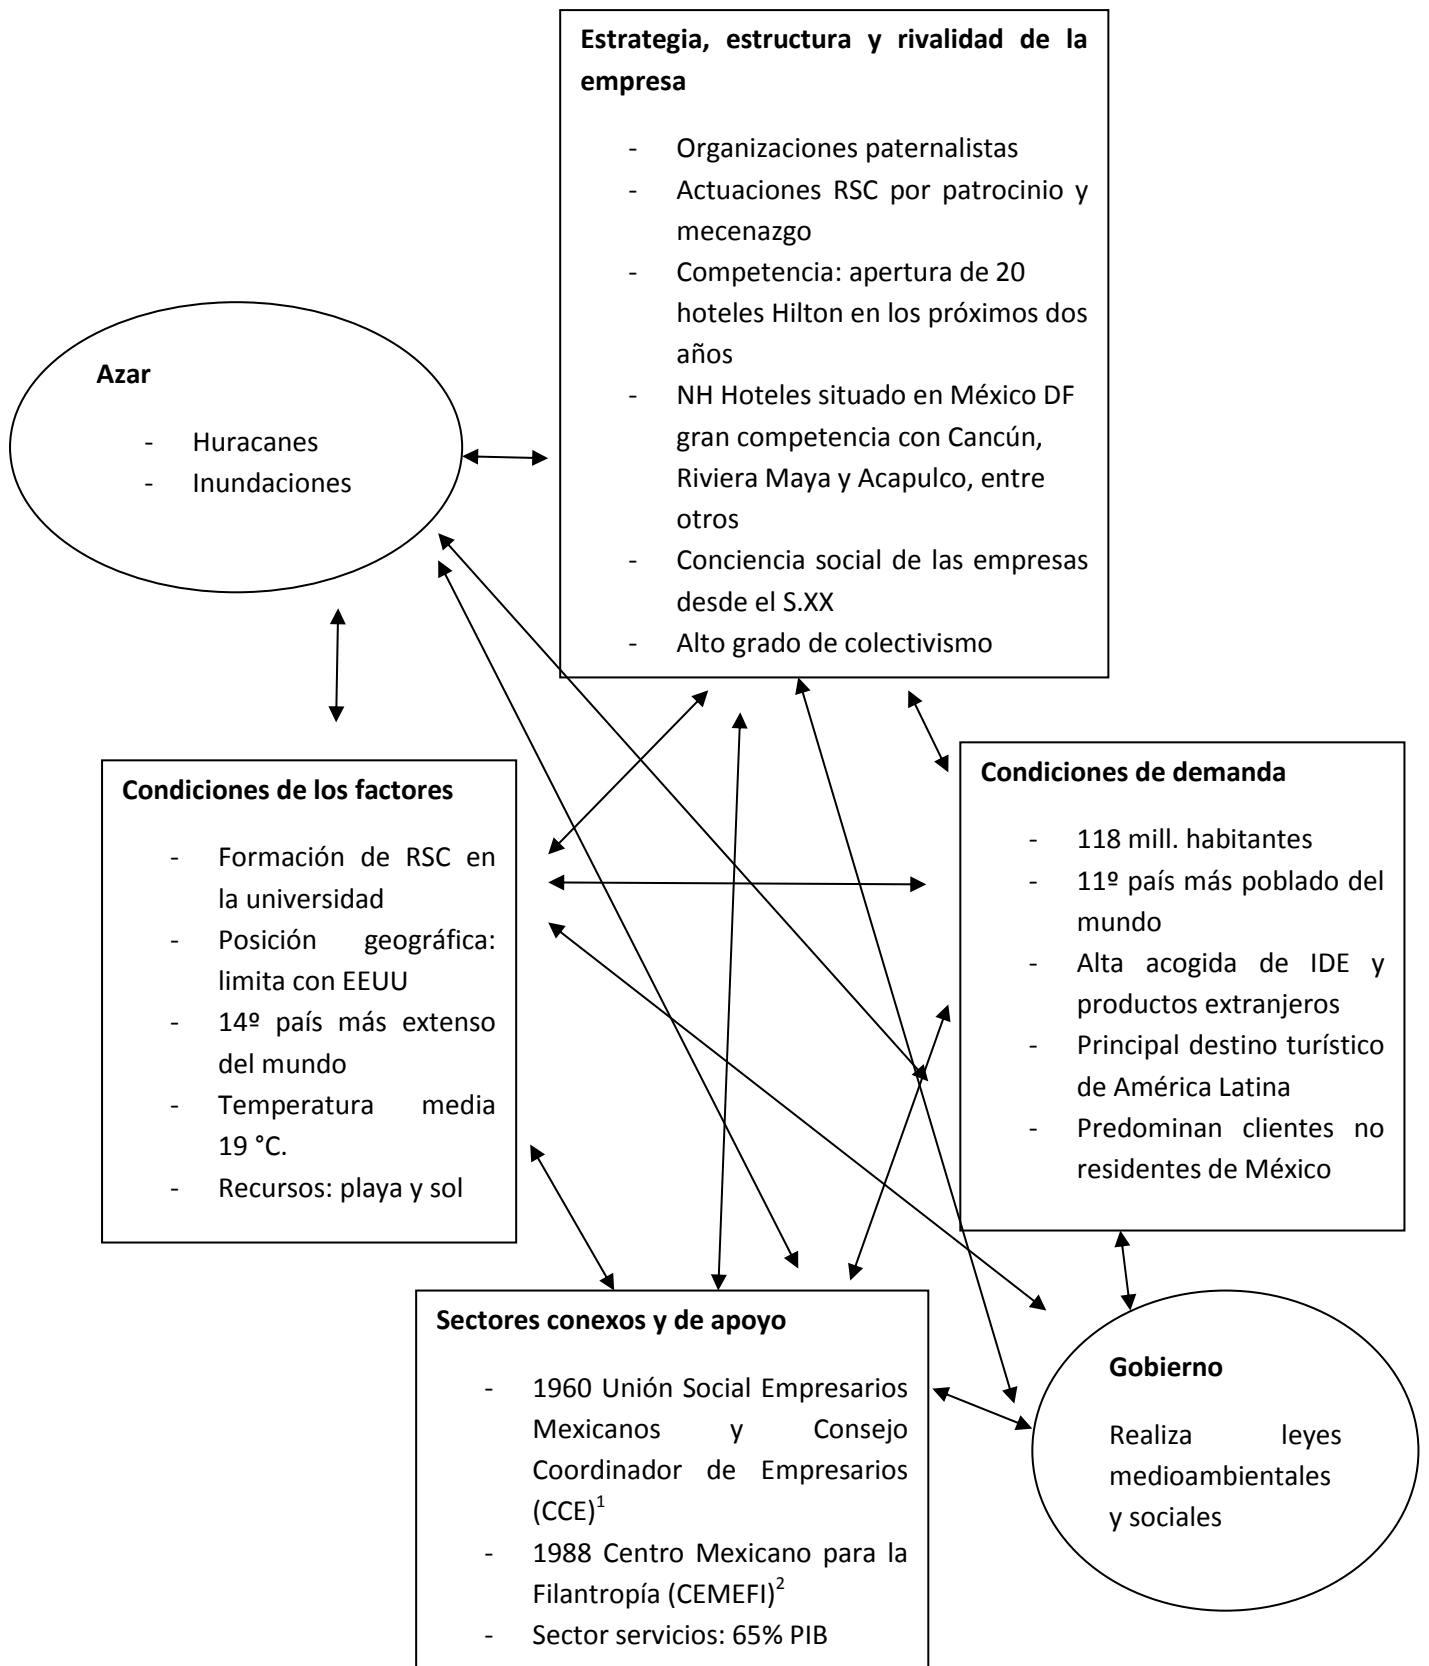 Estrategia, estructura y rivalidad de la
empresa
- Organizaciones paternalistas
- Actuaciones RSC por patrocinio y
mecenazgo
- Competencia: apertura de 20
hoteles Hilton en los próximos dos
años
- NH Hoteles situado en México DF
gran competencia con Cancún,
Riviera Maya y Acapulco, entre
otros
- Conciencia social de las empresas
desde el S.XX
- Alto grado de colectivismo
Azar
- Huracanes
- Inundaciones
Condiciones de los factores
- Formación de RSC en
la universidad
- Posición geográfica:
limita con EEUU
- 14º país más extenso
del mundo
- Temperatura media
19 °C.
- Recursos: playa y sol
Condiciones de demanda
- 118 mill. habitantes
- 11º país más poblado del
mundo
- Alta acogida de IDE y
productos extranjeros
- Principal destino turístico
de América Latina
- Predominan clientes no
residentes de México
Sectores conexos y de apoyo
- 1960 Unión Social Empresarios
Mexicanos y Consejo
Coordinador de Empresarios
(CCE)1
- 1988 Centro Mexicano para la
Filantropía (CEMEFI)2
- Sector servicios: 65% PIB
Gobierno
Realiza leyes
medioambientales
y sociales